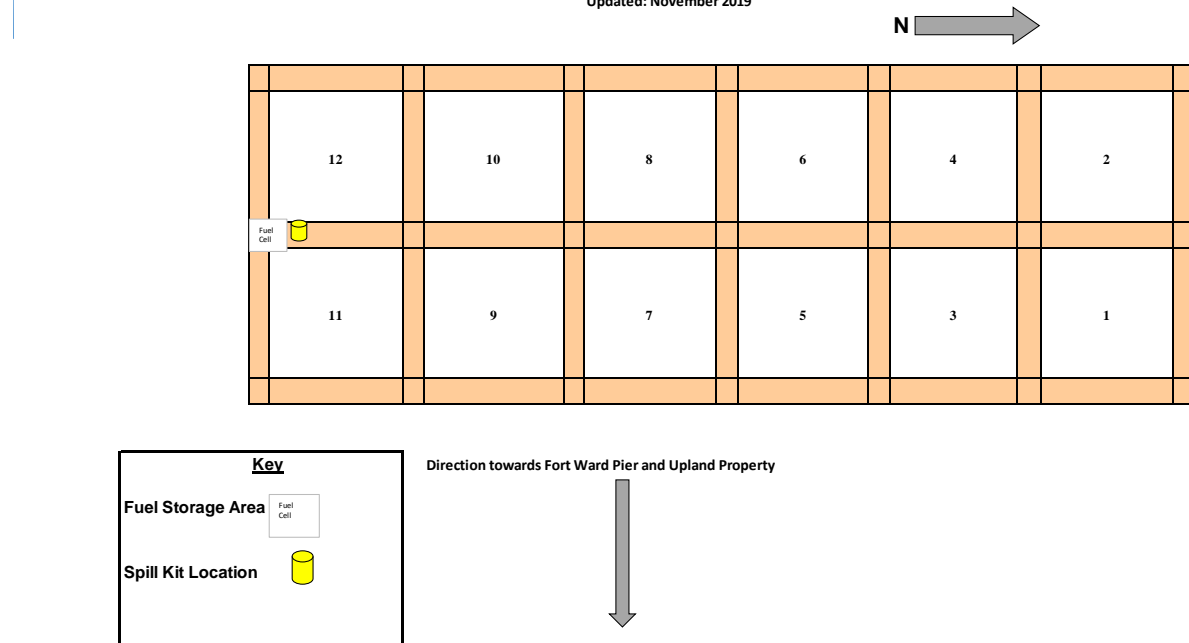 Updated: November 2019
N
12 10 8 6 4 2
Fuel
Cell
11 9 7 5 3 1
Key
Direction towards Fort Ward Pier and Upland Property
Fuel Storage Area
Fuel
Cell
Spill Kit Location